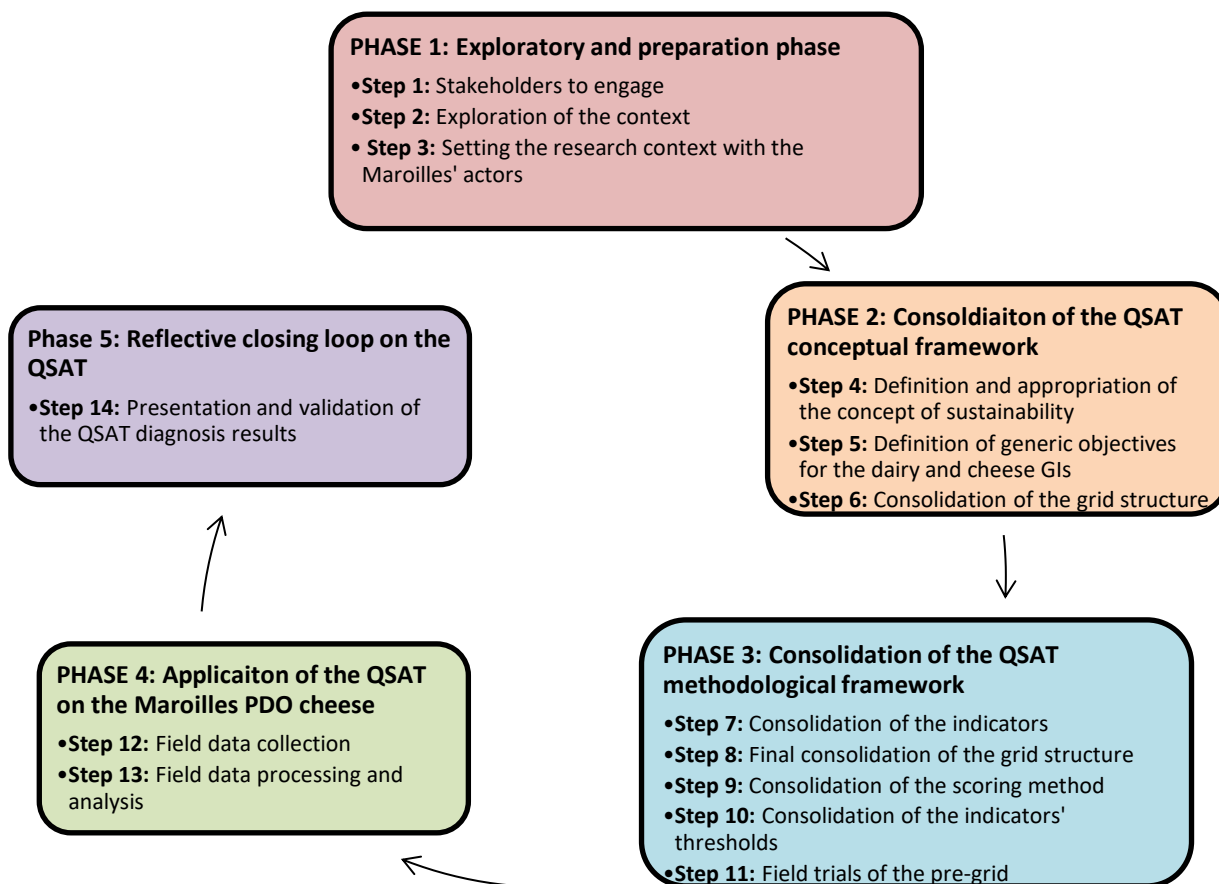 PHASE 1: Exploratory and preparation phase
•Step 1: Stakeholders to engage
•Step 2: Exploration of the context
• Step 3: Setting the research context with the
Maroilles' actors
PHASE 2: Consoldiaiton of the QSAT
conceptual framework
•Step 4: Definition and appropriation of
the concept of sustainability
•Step 5: Definition of generic objectives
for the dairy and cheese GIs
•Step 6: Consolidation of the grid structure
PHASE 3: Consolidation of the QSAT
methodological framework
•Step 7: Consolidation of the indicators
•Step 8: Final consolidation of the grid structure
•Step 9: Consolidation of the scoring method
•Step 10: Consolidation of the indicators'
thresholds
•Step 11: Field trials of the pre-grid
PHASE 4: Applicaiton of the QSAT
on the Maroilles PDO cheese
•Step 12: Field data collection
•Step 13: Field data processing and
analysis
Phase 5: Reflective closing loop on the
QSAT
•Step 14: Presentation and validation of
the QSAT diagnosis results